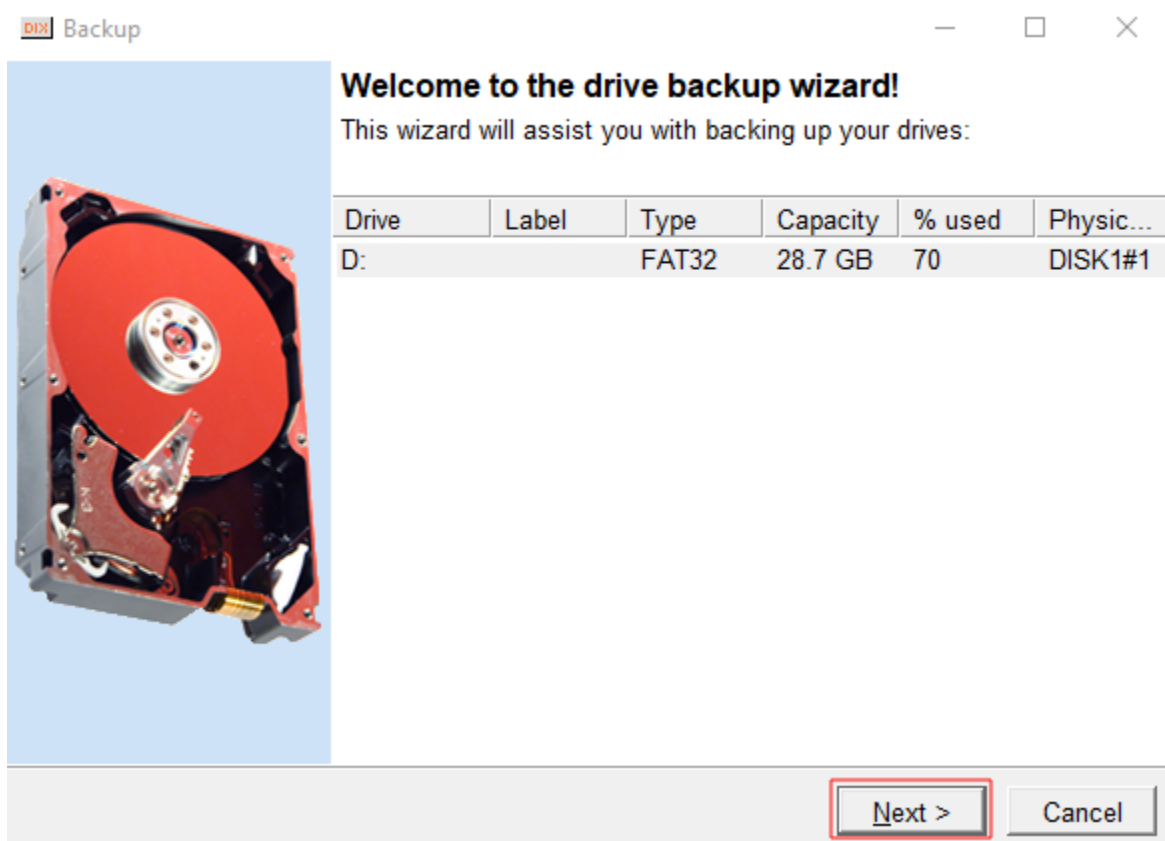 DIX Backup
Welcome to the drive backup wizard!
This wizard will assist you with backing up your drives:
Drive Label Type Capacity % used Physic...
D: FAT32 28.7 GB 70 DISK1#1
Next > Cancel